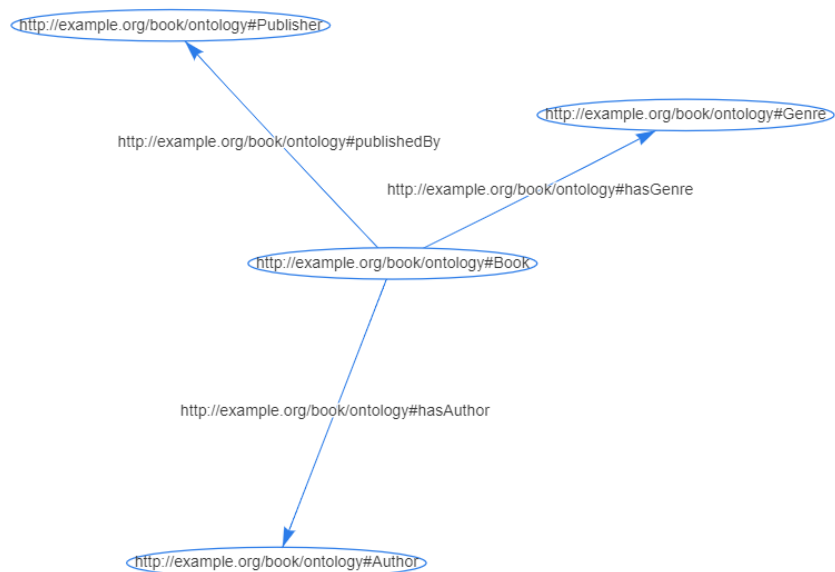 http://example.org/book/ontology#Publisher
http://example.org/book/ontology#Genre
http://example.org/book/ontology#publishedBy
http://example.org/book/ontology#hasGenre
http://example.org/book/ontology#Book
http://example.org/book/ontology#hasAuthor
http://example.org/book/ontology#Author